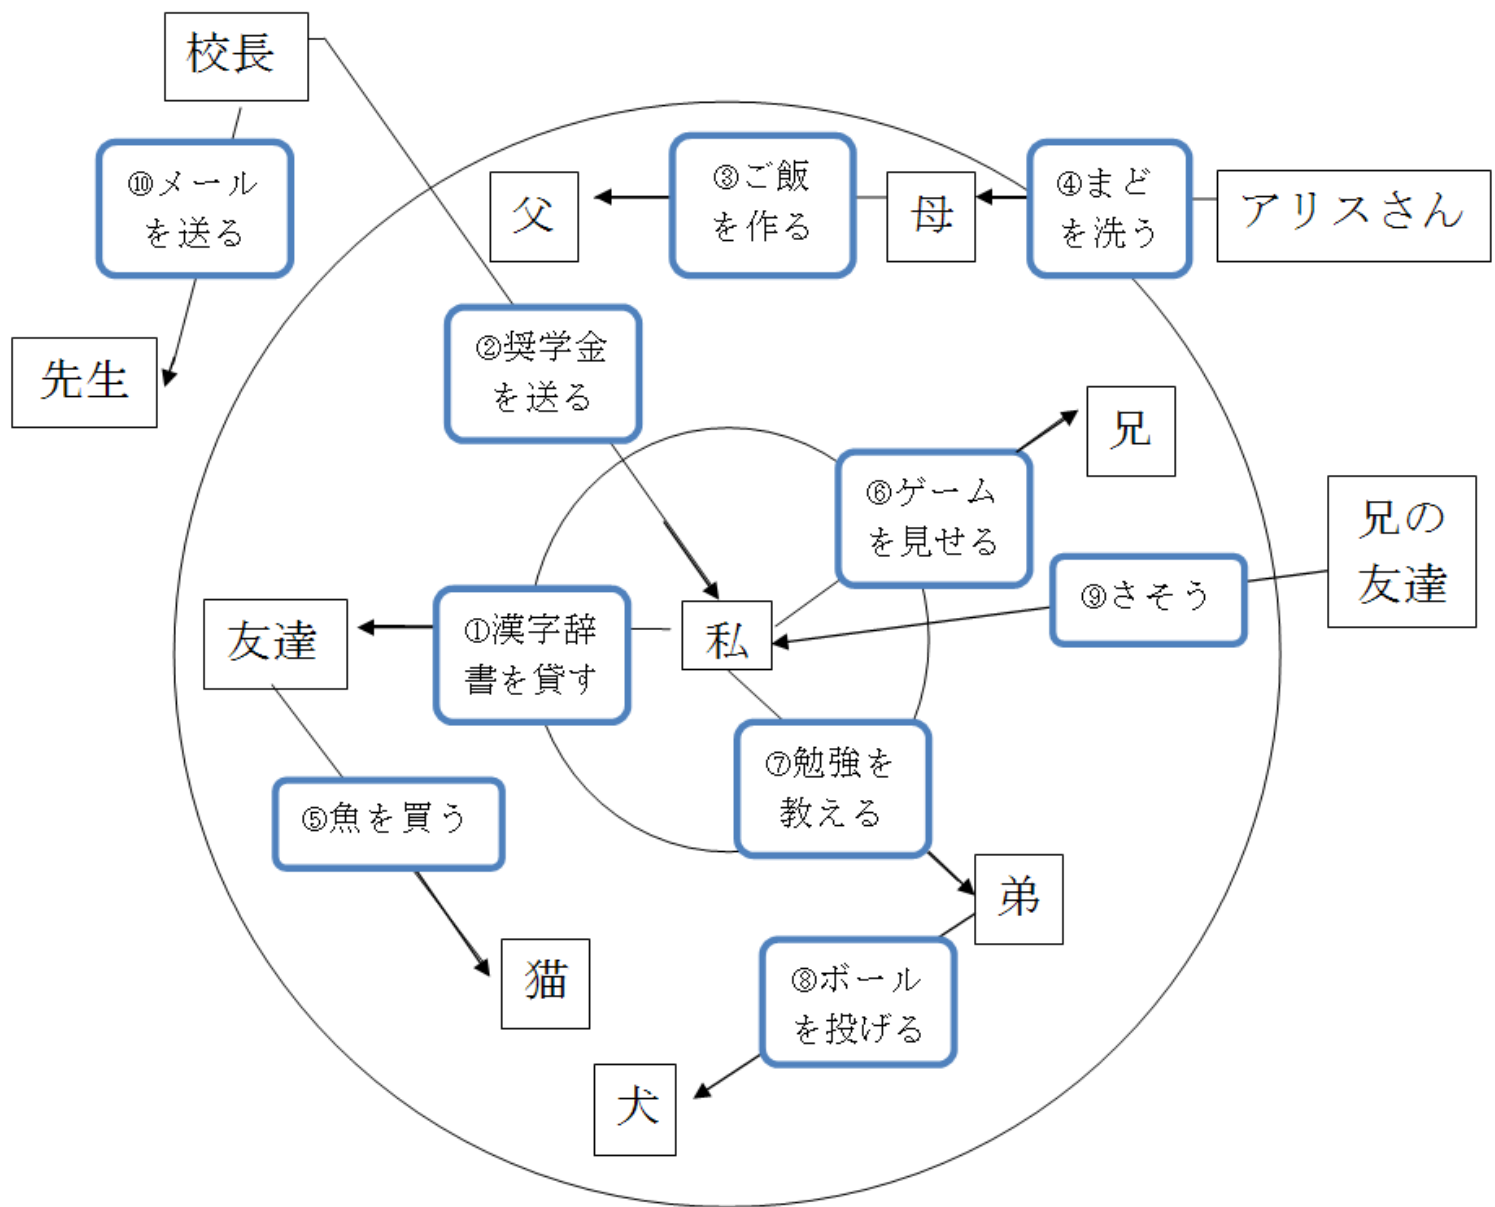 校長
⑩メール
を送る
先生
父
③ご飯
を作る
母
④まど
を洗う
アリスさん
②奨学金
を送る
兄
⑥ゲーム
を見せる
兄の
友達
⑨さそう
友達
①漢字辞
書を貸す
私
⑦勉強を
教える
⑤魚を買う
弟
猫
⑧ボール
を投げる
犬